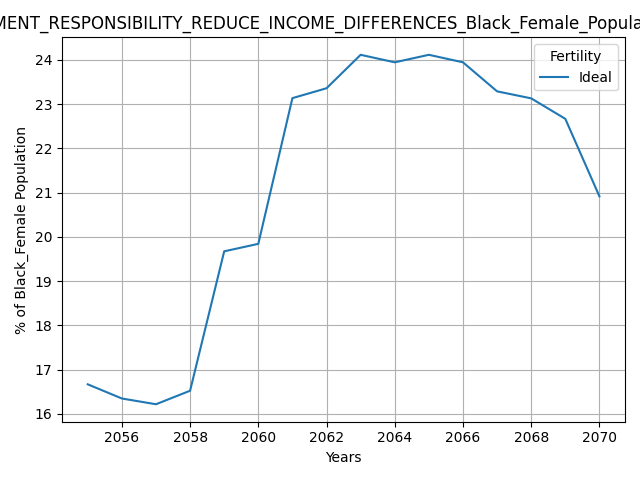 MENT_RESPONSIBILITY_REDUCE_INCOME_DIFFERENCES_Black_Female_Popula
Fertility
Ideal
24
23
22
21
20
19
18
17
16
% of Black_Female Population
2056 2058 2060 2062 2064 2066 2068 2070
Years